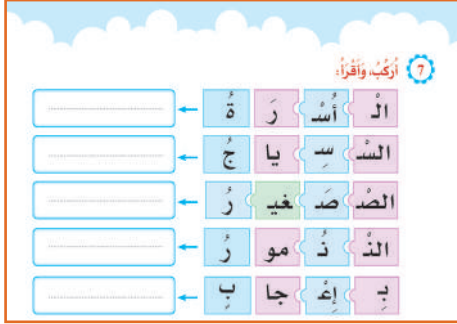 7 أُرَكِّبُ، وَأَقْرَأُ:
الْ أُسْ رَ ةُ
السْ سِ يا جُ
الصْ صَ غيـ رُ
النْ نُ مو رُ
بِـ إِعْـ جا بٍ